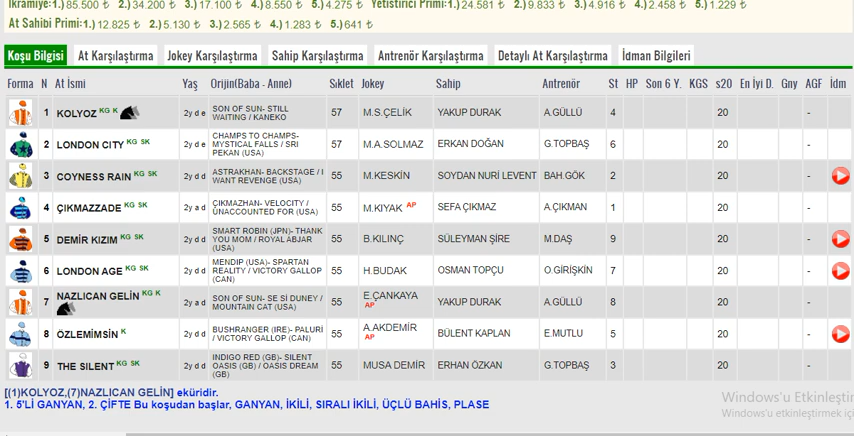 İkramiye: 1.) 85.500 ₺ 2.) 34.200 ₺ 3.) 17.100 ₺ 4.) 8.550 ₺ 5.) 4.275 ₺ Yetiştirici Primi: 1.) 24.581 ₺ 2.) 9.833 ₺ 3.) 4.916 ₺ 4.) 2.458 ₺ 5.) 1.229 ₺
At Sahibi Primi: 1.) 12.825 ₺ 2.) 5.130 ₺ 3.) 2.565 ₺ 4.) 1.283 ₺ 5.) 641 ₺
Koşu Bilgisi At Karşılaştırma Jokey Karşılaştırma Sahip Karşılaştırma Antrenör Karşılaştırma Detaylı At Karşılaştırma İdman Bilgileri
Forma N At İsmi Yaş Orijin(Baba - Anne) Sıklet Jokey Sahip Antrenör St HP Son 6 Y. KGS s20 En İyi D. Gny AGF İdm
1 KOLYOZ KG K 2y d e SON OF SUN- STILL WAITING / KANEKO 57 M.S.ÇELİK YAKUP DURAK A.GÜLLÜ 4 20 -
2 LONDON CITY KG SK 2y d e CHAMPS TO CHAMPS- MYSTICAL FALLS / SRI PEKAN (USA) 57 M.A.SOLMAZ ERKAN DOĞAN G.TOPBAŞ 6 20 -
3 COYNESS RAIN KG SK 2y d d ASTRAKHAN- BACKSTAGE / I WANT REVENGE (USA) 55 M.KESKİN SOYDAN NURİ LEVENT BAH.GÖK 2 20 -
4 ÇIKMAZZADE KG SK 2y a d ÇIKMAZHAN- VELOCITY / UNACCOUNTED FOR (USA) 55 M.KIYAK AP SEFA ÇIKMAZ A.ÇIKMAN 1 20 -
5 DEMİR KIZIM KG SK 2y d d SMART ROBIN (JPN)- THANK YOU MOM / ROYAL ABJAR (USA) 55 B.KILINÇ SÜLEYMAN ŞİRE M.DAŞ 9 20 -
6 LONDON AGE KG SK 2y d d MENDIP (USA)- SPARTAN REALITY / VICTORY GALLOP (CAN) 55 H.BUDAK OSMAN TOPÇU O.GİRİŞKİN 7 20 -
7 NAZLICAN GELİN KG K 2y a d SON OF SUN- SE Sİ DUNEY / MOUNTAIN CAT (USA) 55 E.ÇANKAYA AP YAKUP DURAK A.GÜLLÜ 8 20 -
8 ÖZLEMİMSİN K 2y d d BUSHRANGER (IRE)- PALURİ / VICTORY GALLOP (CAN) 55 A.AKDEMİR AP BÜLENT KAPLAN E.MUTLU 5 20 -
9 THE SILENT KG SK 2y d d INDIGO RED (GB)- SILENT OASIS (GB) / OASIS DREAM (GB) 55 MUSA DEMİR ERHAN ÖZKAN G.TOPBAŞ 3 20 -
[(1)KOLYOZ,(7)NAZLICAN GELİN] eküridir.
1. 5'Lİ GANYAN, 2. ÇİFTE Bu koşudan başlar, GANYAN, İKİLİ, SIRALI İKİLİ, ÜÇLÜ BAHİS, PLASE
Windows'u Etkinleştir
Windows'u etkinleştirmek için